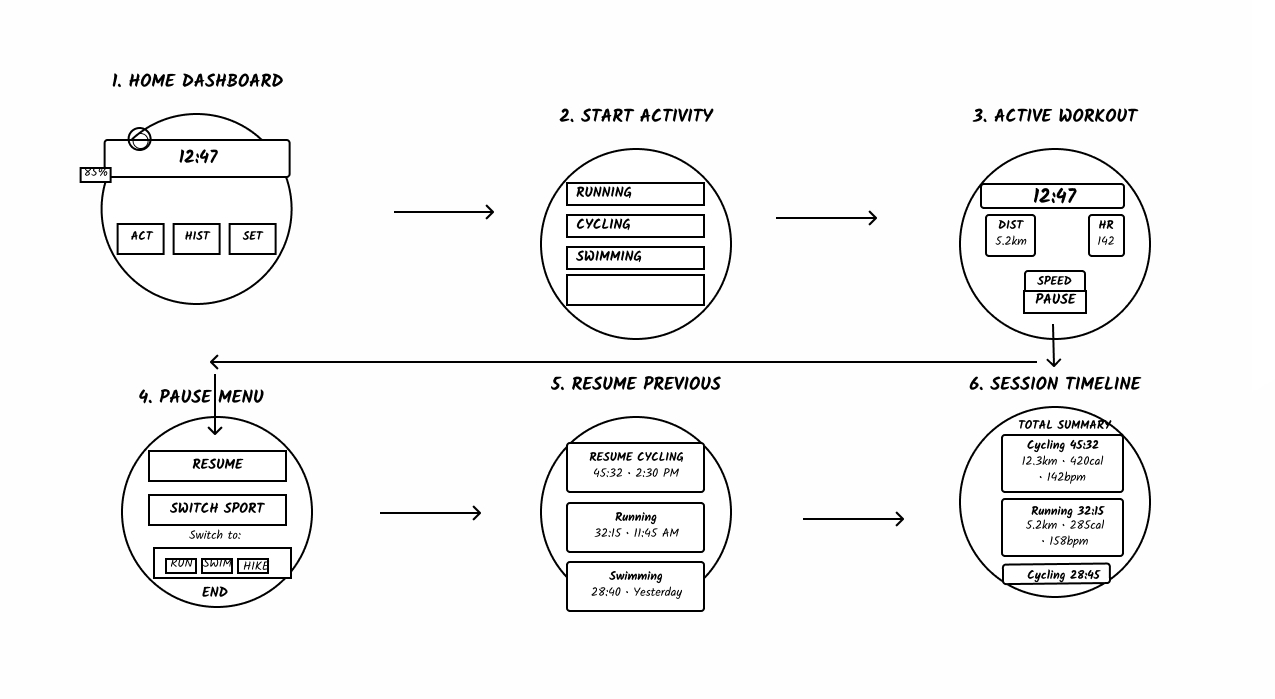 1. HOME DASHBOARD
12:47
85%
ACT
HIST
SET
2. START ACTIVITY
RUNNING
CYCLING
SWIMMING
3. ACTIVE WORKOUT
12:47
DIST
5.2km
HR
142
SPEED
PAUSE
4. PAUSE MENU
RESUME
SWITCH SPORT
Switch to:
RUN
SWIM
HIKE
END
5. RESUME PREVIOUS
RESUME CYCLING
45:32 · 2:30 PM
Running
32:15 · 11:45 AM
Swimming
28:40 · Yesterday
6. SESSION TIMELINE
TOTAL SUMMARY
Cycling 45:32
12.3km · 420cal
· 142bpm
Running 32:15
5.2km · 285cal
· 158bpm
Cycling 28:45